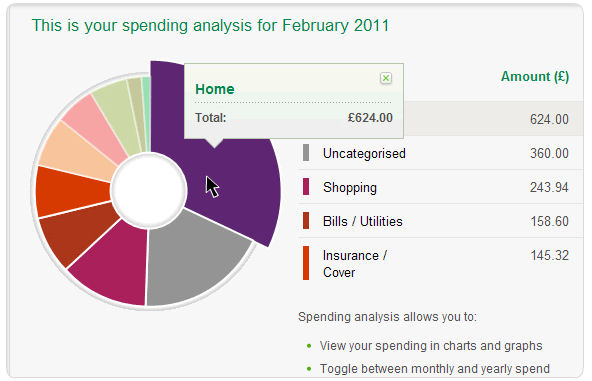 This is your spending analysis for February 2011
Home
Total: £624.00
Amount (£)
624.00
Uncategorised 360.00
Shopping 243.94
Bills / Utilities 158.60
Insurance / 145.32
Cover
Spending analysis allows you to:
View your spending in charts and graphs
Toggle between monthly and yearly spend